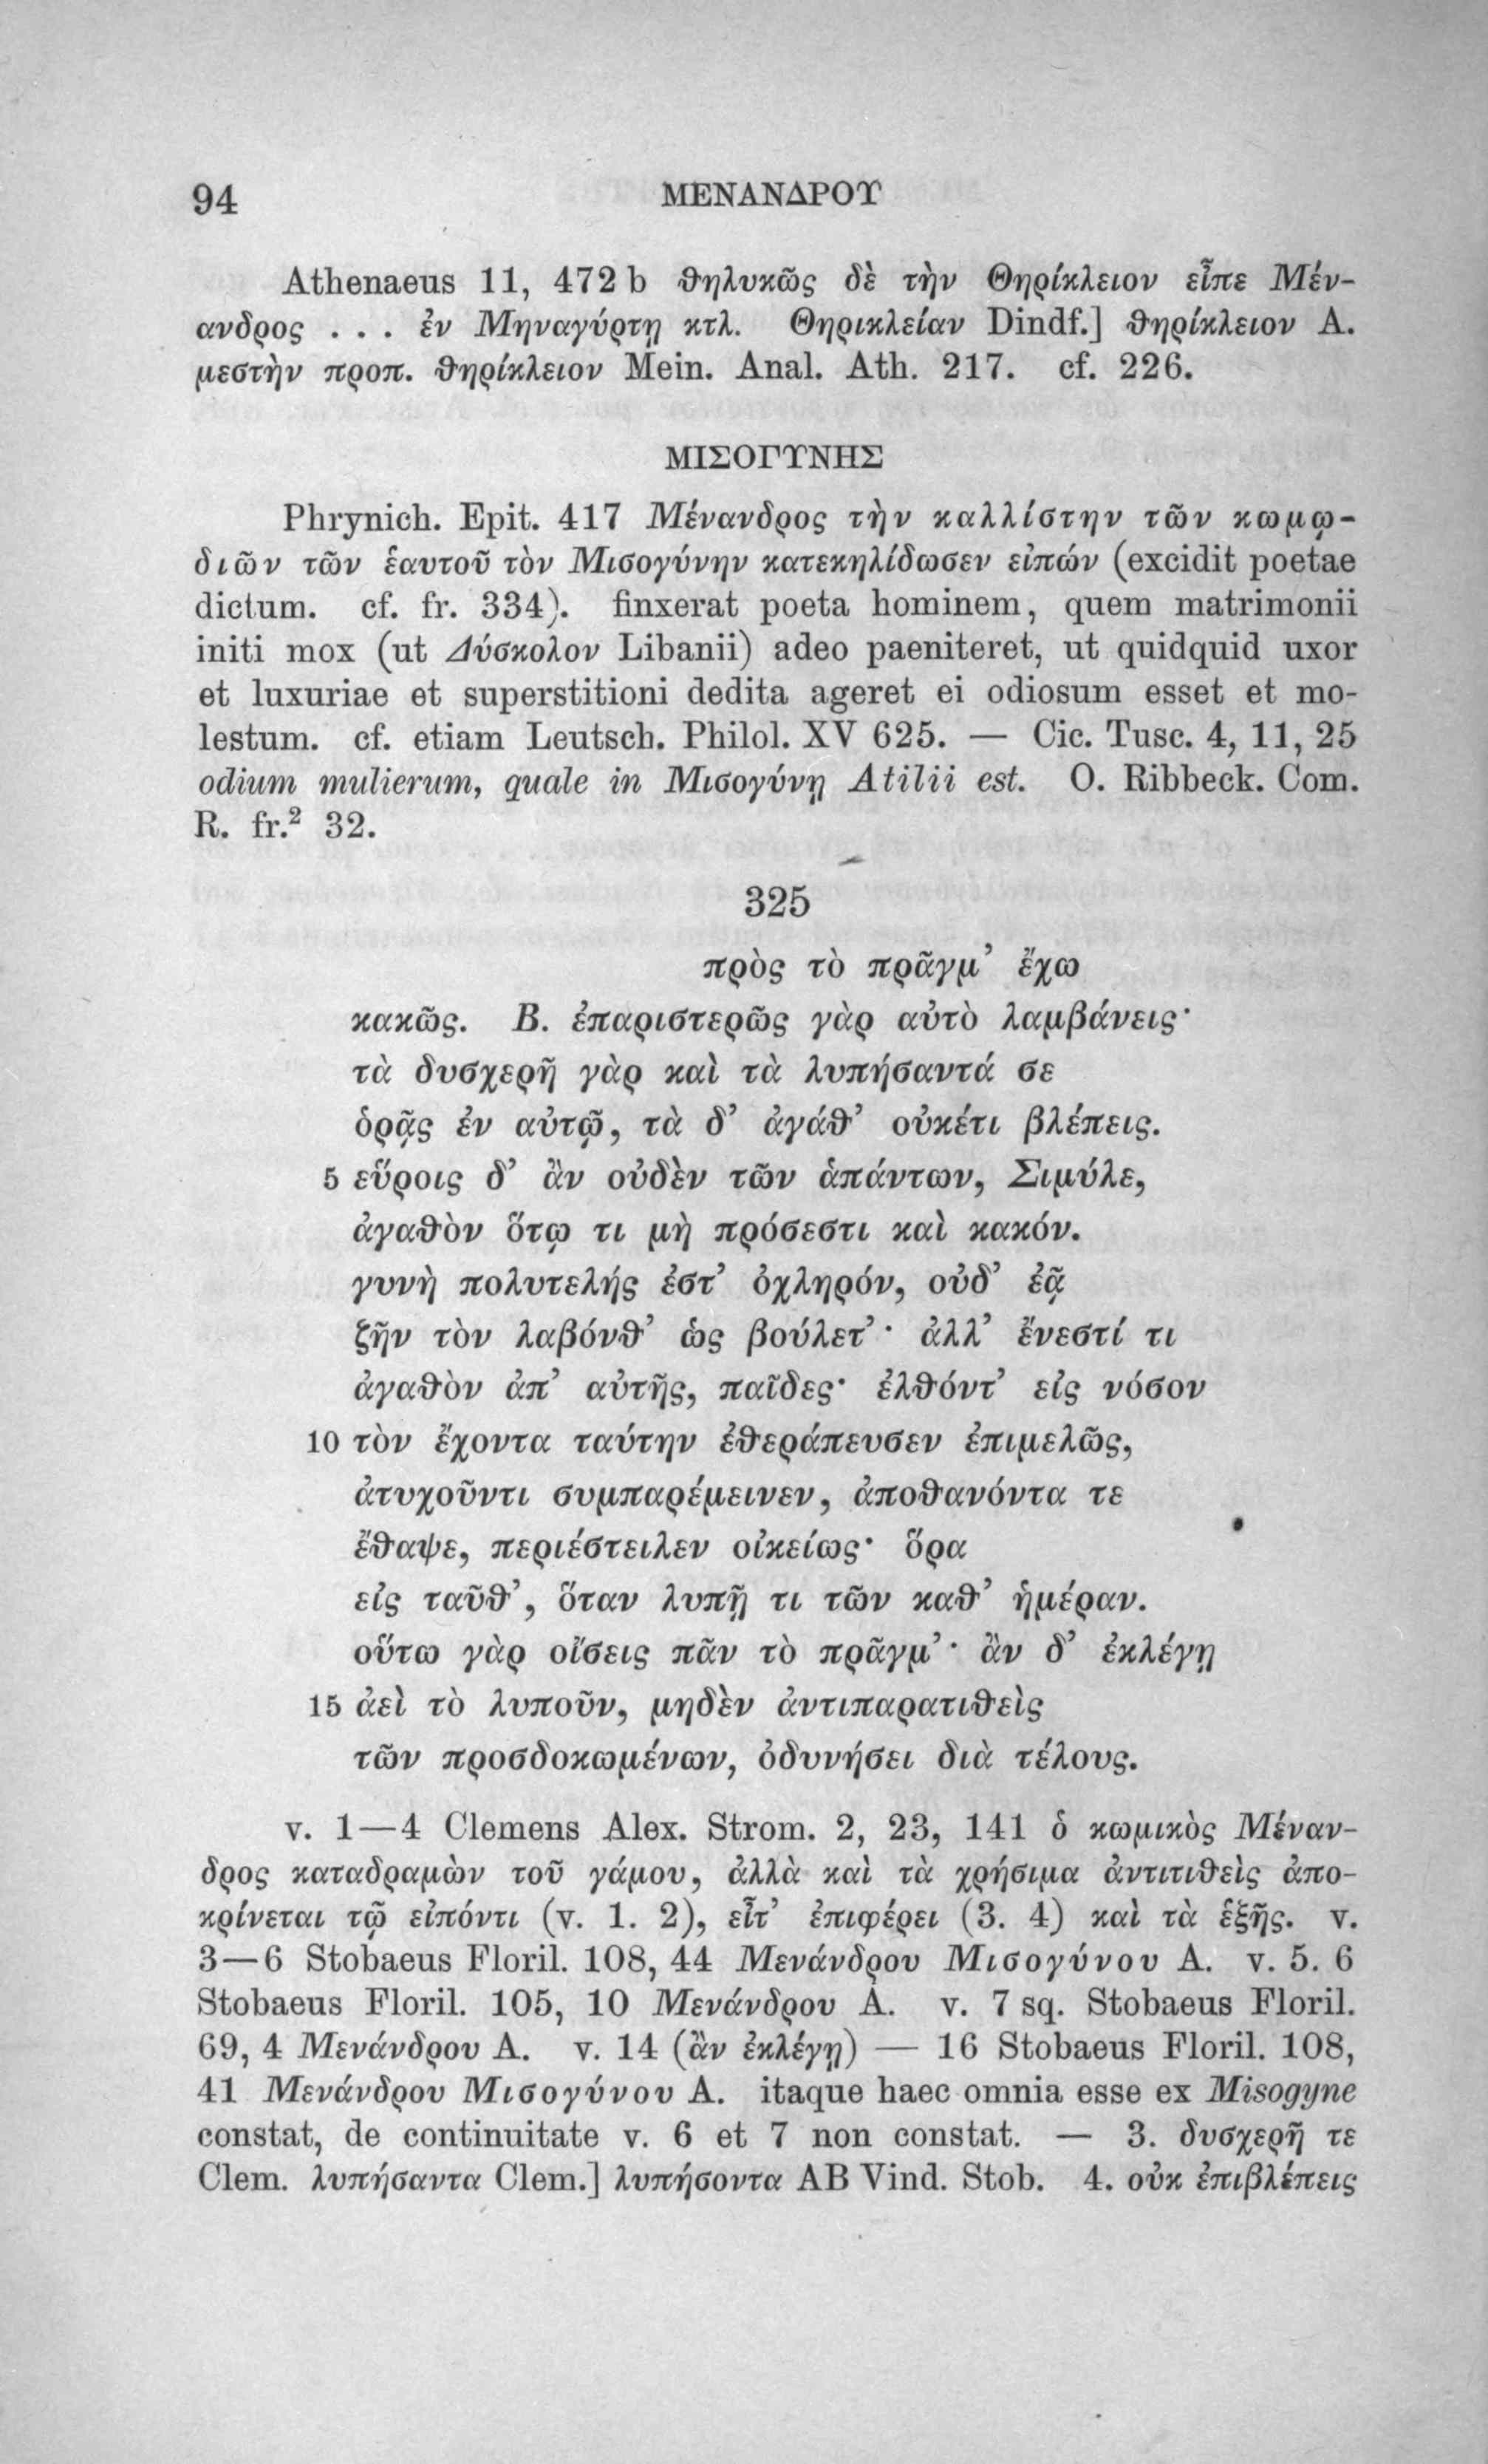 94 ΜΕΝΑΝΔΡΟΥ
Athenaeus 11, 472 b θηλυκῶς δὲ τὴν Θηρίκλειον εἶπε Μέν-
ανδρος . . . ἐν Μηναγύρτῃ κτλ. Θηρικλείαν Dindf.] θηρίκλειον A.
μεστὴν προπ. θηρίκλειον Mein. Anal. Ath. 217. cf. 226.
ΜΙΣΟΓΥΝΗΣ
Phrynich. Epit. 417 Μένανδρος τὴν καλλίστην τῶν κωμῳ-
διῶν τῶν ἑαυτοῦ τὸν Μισογύνην κατεκηλίδωσεν εἰπών (excidit poetae
dictum. cf. fr. 334). finxerat poeta hominem, quem matrimonii
initi mox (ut Δύσκολον Libanii) adeo paeniteret, ut quidquid uxor
et luxuriae et superstitioni dedita ageret ei odiosum esset et mo-
lestum. cf. etiam Leutsch. Philol. XV 625. — Cic. Tusc. 4, 11, 25
odium mulierum, quale in Μισογύνῃ Atilii est. O. Ribbeck. Com.
R. fr.² 32.
325
πρὸς τὸ πρᾶγμ’ ἔχω
κακῶς. Β. ἐπαριστερῶς γὰρ αὐτὸ λαμβάνεις·
τὰ δυσχερῆ γὰρ καὶ τὰ λυπήσαντά σε
ὁρᾷς ἐν αὐτῷ, τὰ δ’ ἀγάθ’ οὐκέτι βλέπεις.
5 εὕροις δ’ ἂν οὐδὲν τῶν ἁπάντων, Σιμύλε,
ἀγαθὸν ὅτῳ τι μὴ πρόσεστι καὶ κακόν.
γυνὴ πολυτελής ἐστ’ ὀχληρόν, οὐδ’ ἐᾷ
ζῆν τὸν λαβόνθ’ ὡς βούλετ’· ἀλλ’ ἔνεστί τι
ἀγαθὸν ἀπ’ αὐτῆς, παῖδες· ἐλθόντ’ εἰς νόσον
10 τὸν ἔχοντα ταύτην ἐθεράπευσεν ἐπιμελῶς,
ἀτυχοῦντι συμπαρέμεινεν, ἀποθανόντα τε
ἔθαψε, περιέστειλεν οἰκείως· ὅρα
εἰς ταῦθ’, ὅταν λυπῇ τι τῶν καθ’ ἡμέραν.
οὕτω γὰρ οἴσεις πᾶν τὸ πρᾶγμ’· ἂν δ’ ἐκλέγῃ
15 ἀεὶ τὸ λυποῦν, μηδὲν ἀντιπαρατιθεὶς
τῶν προσδοκωμένων, ὀδυνήσει διὰ τέλους.
v. 1—4 Clemens Alex. Strom. 2, 23, 141 ὁ κωμικὸς Μέναν-
δρος καταδραμὼν τοῦ γάμου, ἀλλὰ καὶ τὰ χρήσιμα ἀντιτιθεὶς ἀπο-
κρίνεται τῷ εἰπόντι (v. 1. 2), εἶτ’ ἐπιφέρει (3. 4) καὶ τὰ ἑξῆς. v.
3—6 Stobaeus Floril. 108, 44 Μενάνδρου Μισογύνου A. v. 5. 6
Stobaeus Floril. 105, 10 Μενάνδρου A. v. 7 sq. Stobaeus Floril.
69, 4 Μενάνδρου A. v. 14 (ἂν ἐκλέγῃ) — 16 Stobaeus Floril. 108,
41 Μενάνδρου Μισογύνου A. itaque haec omnia esse ex Misogyne
constat, de continuitate v. 6 et 7 non constat. — 3. δυσχερῆ τε
Clem. λυπήσαντα Clem.] λυπήσοντα AB Vind. Stob. 4. οὐκ ἐπιβλέπεις